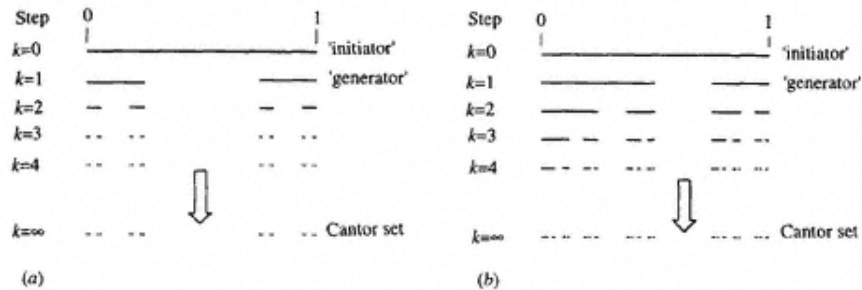 Step 0 1
k=0 'initiator'
k=1 'generator'
k=2
k=3
k=4
k=∞ Cantor set
(a)
Step 0 1
k=0 'initiator'
k=1 'generator'
k=2
k=3
k=4
k=∞ Cantor set
(b)